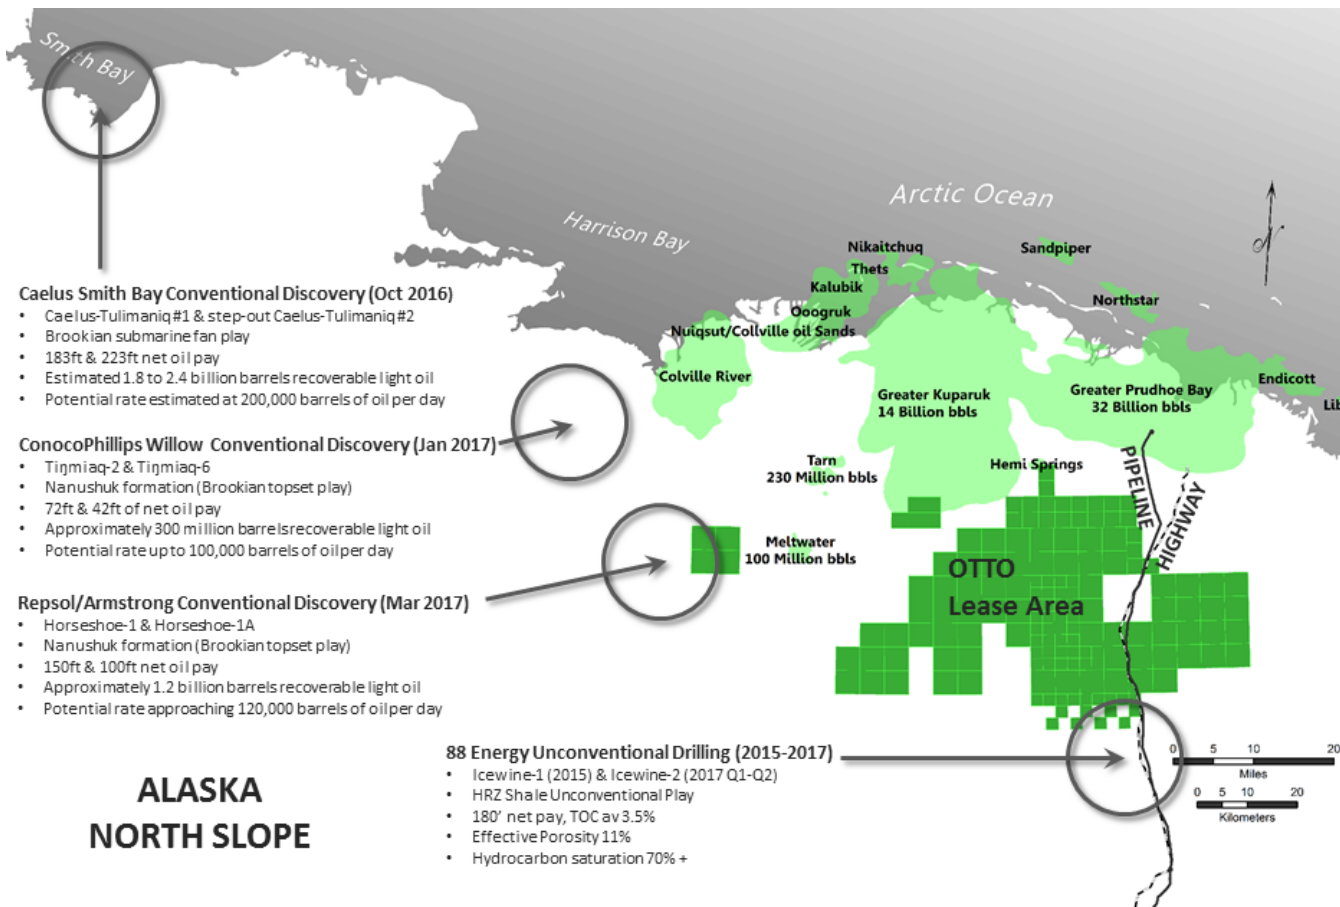 Smith Bay
Arctic Ocean
Harrison Bay
Nikaitchuq
Sandpiper
Thets
Kalubik
Northstar
Ooogruk
Nuiqsut/Collville oil Sands
Colville River
Greater Kuparuk
14 Billion bbls
Greater Prudhoe Bay
32 Billion bbls
Endicott
Lib
Caelus Smith Bay Conventional Discovery (Oct 2016)
• Caelus-Tulimaniq #1 & step-out Caelus-Tulimaniq #2
• Brookian submarine fan play
• 183ft & 223ft net oil pay
• Estimated 1.8 to 2.4 billion barrels recoverable light oil
• Potential rate estimated at 200,000 barrels of oil per day
ConocoPhillips Willow Conventional Discovery (Jan 2017)
• Tiŋmiaq-2 & Tiŋmiaq-6
• Nanushuk formation (Brookian topset play)
• 72ft & 42ft of net oil pay
• Approximately 300 million barrels recoverable light oil
• Potential rate up to 100,000 barrels of oil per day
Tarn
230 Million bbls
Hemi Springs
PIPELINE
HIGHWAY
Meltwater
100 Million bbls
OTTO
Lease Area
Repsol/Armstrong Conventional Discovery (Mar 2017)
• Horseshoe-1 & Horseshoe-1A
• Nanushuk formation (Brookian topset play)
• 150ft & 100ft net oil pay
• Approximately 1.2 billion barrels recoverable light oil
• Potential rate approaching 120,000 barrels of oil per day
88 Energy Unconventional Drilling (2015-2017)
• Icewine-1 (2015) & Icewine-2 (2017 Q1-Q2)
• HRZ Shale Unconventional Play
• 180' net pay, TOC av 3.5%
• Effective Porosity 11%
• Hydrocarbon saturation 70% +
0 5 10 20
Miles
0 5 10 20
Kilometers
ALASKA
NORTH SLOPE